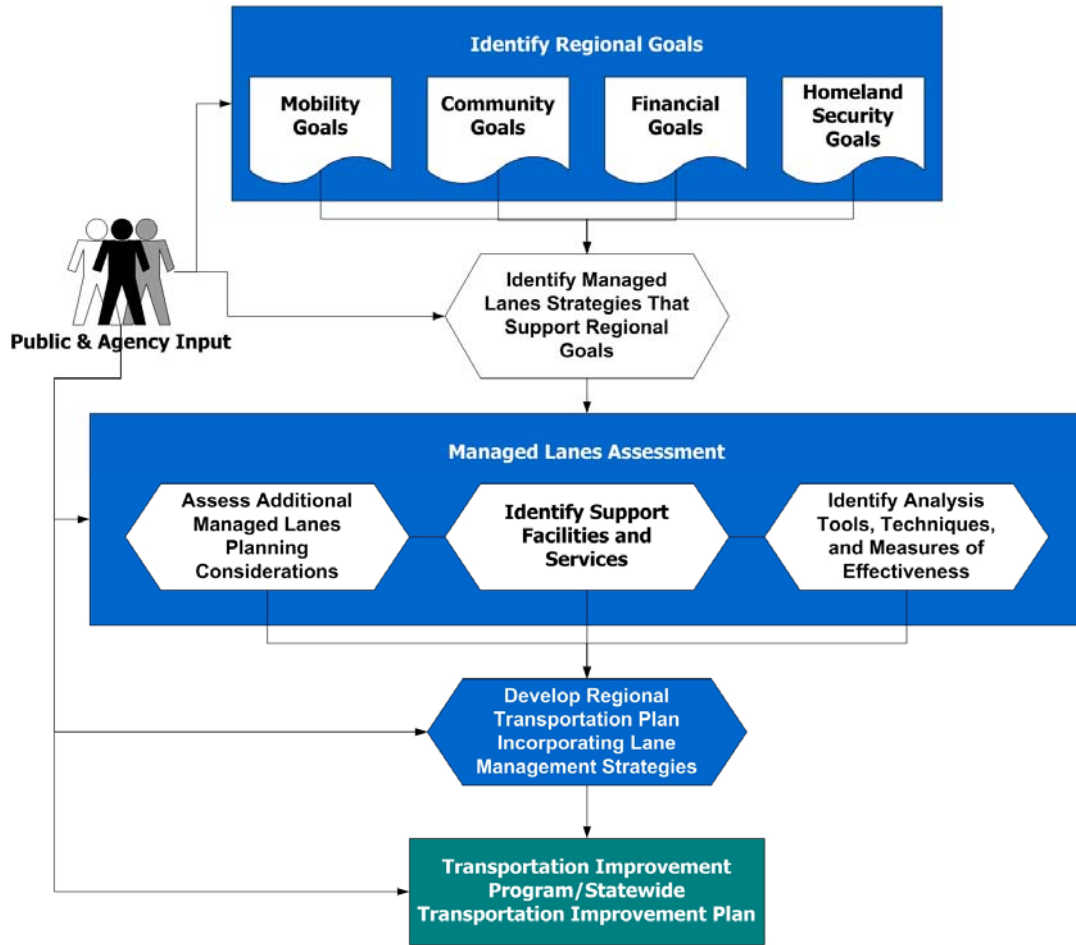 Identify Regional Goals
Mobility
Goals
Community
Goals
Financial
Goals
Homeland
Security
Goals
Public & Agency Input
Identify Managed
Lanes Strategies That
Support Regional
Goals
Managed Lanes Assessment
Assess Additional
Managed Lanes
Planning
Considerations
Identify Support
Facilities and
Services
Identify Analysis
Tools, Techniques,
and Measures of
Effectiveness
Develop Regional
Transportation Plan
Incorporating Lane
Management Strategies
Transportation Improvement
Program/Statewide
Transportation Improvement Plan